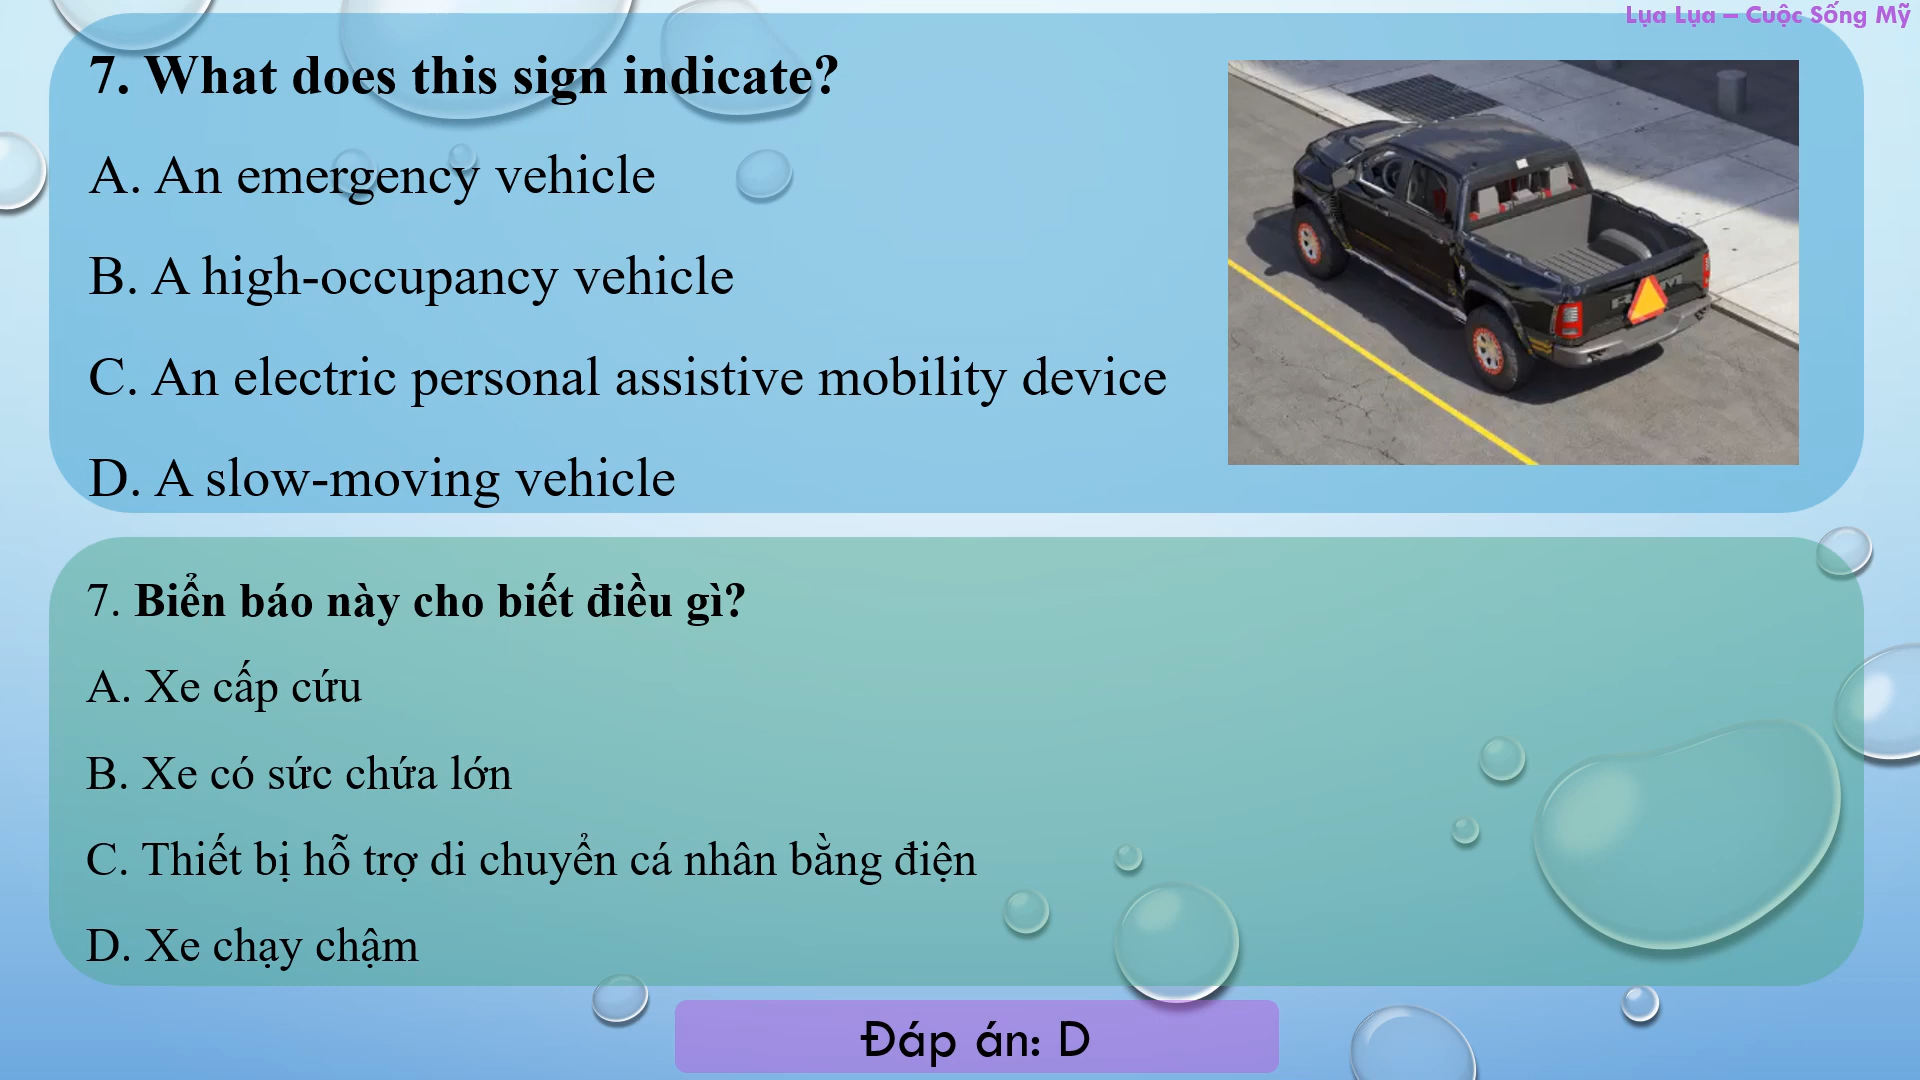 Lụa Lụa – Cuộc Sống Mỹ
7. What does this sign indicate?
A. An emergency vehicle
B. A high-occupancy vehicle
C. An electric personal assistive mobility device
D. A slow-moving vehicle
7. Biển báo này cho biết điều gì?
A. Xe cấp cứu
B. Xe có sức chứa lớn
C. Thiết bị hỗ trợ di chuyển cá nhân bằng điện
D. Xe chạy chậm
Đáp án: D